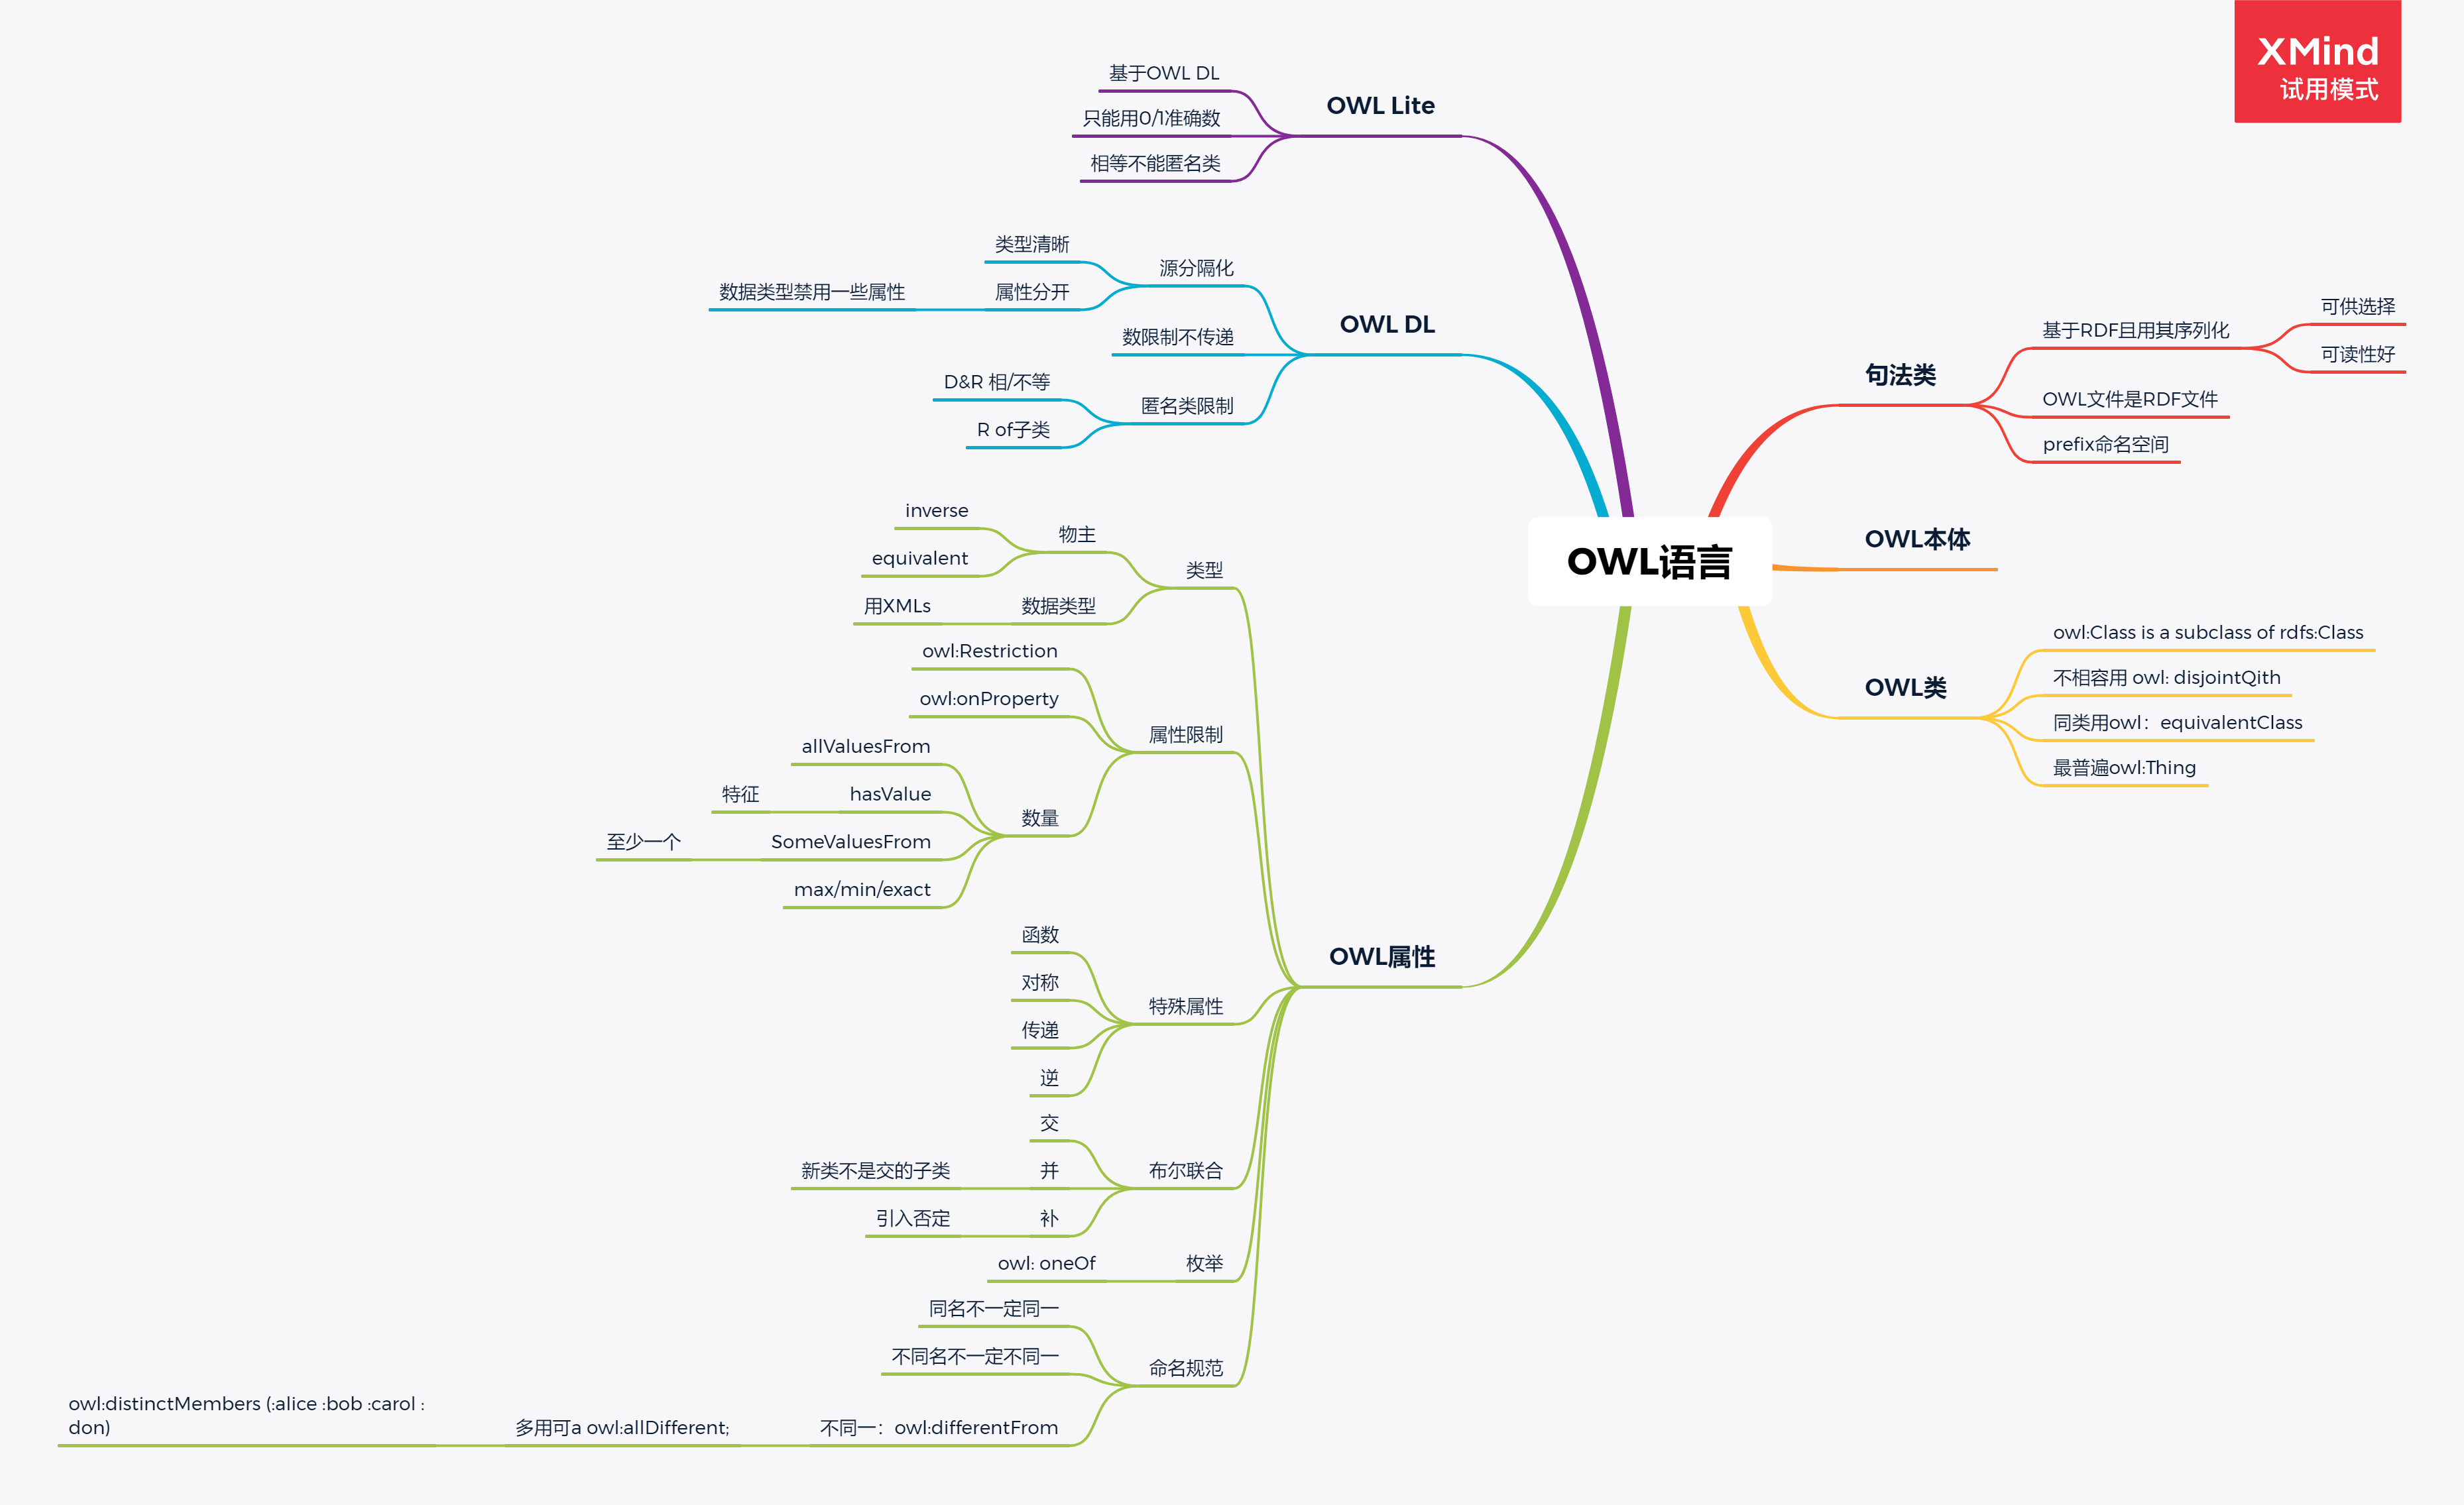 XMind
试用模式
OWL语言
句法类
基于RDF且用其序列化
可供选择
可读性好
OWL文件是RDF文件
prefix命名空间
OWL本体
OWL类
owl:Class is a subclass of rdfs:Class
不相容用 owl: disjointQith
同类用owl：equivalentClass
最普遍owl:Thing
OWL Lite
基于OWL DL
只能用0/1准确数
相等不能匿名类
OWL DL
源分隔化
类型清晰
属性分开
数据类型禁用一些属性
数限制不传递
匿名类限制
D&R 相/不等
R of子类
OWL属性
类型
物主
inverse
equivalent
数据类型
用XMLs
属性限制
owl:Restriction
owl:onProperty
数量
allValuesFrom
hasValue
特征
SomeValuesFrom
至少一个
max/min/exact
特殊属性
函数
对称
传递
逆
布尔联合
交
并
新类不是交的子类
补
引入否定
枚举
owl: oneOf
命名规范
同名不一定同一
不同名不一定不同一
不同一：owl:differentFrom
多用可a owl:allDifferent;
owl:distinctMembers (:alice :bob :carol :
don)